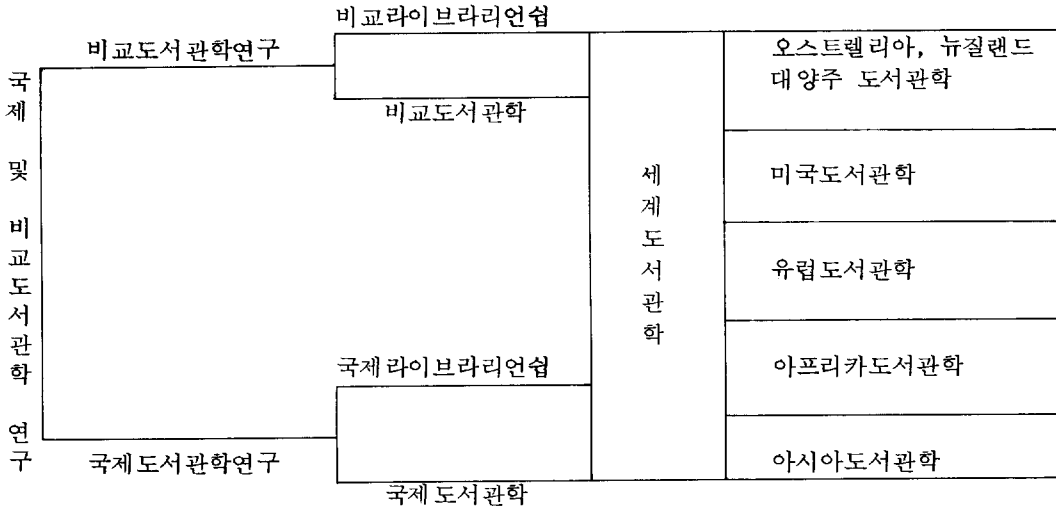 국제 및 비교도서관학 연구
비교도서관학연구
국제도서관학연구
비교라이브라리언쉽
비교도서관학
국제라이브라리언쉽
국제도서관학
세계도서관학
오스트렐리아, 뉴질랜드
대양주 도서관학
미국도서관학
유럽도서관학
아프리카도서관학
아시아도서관학